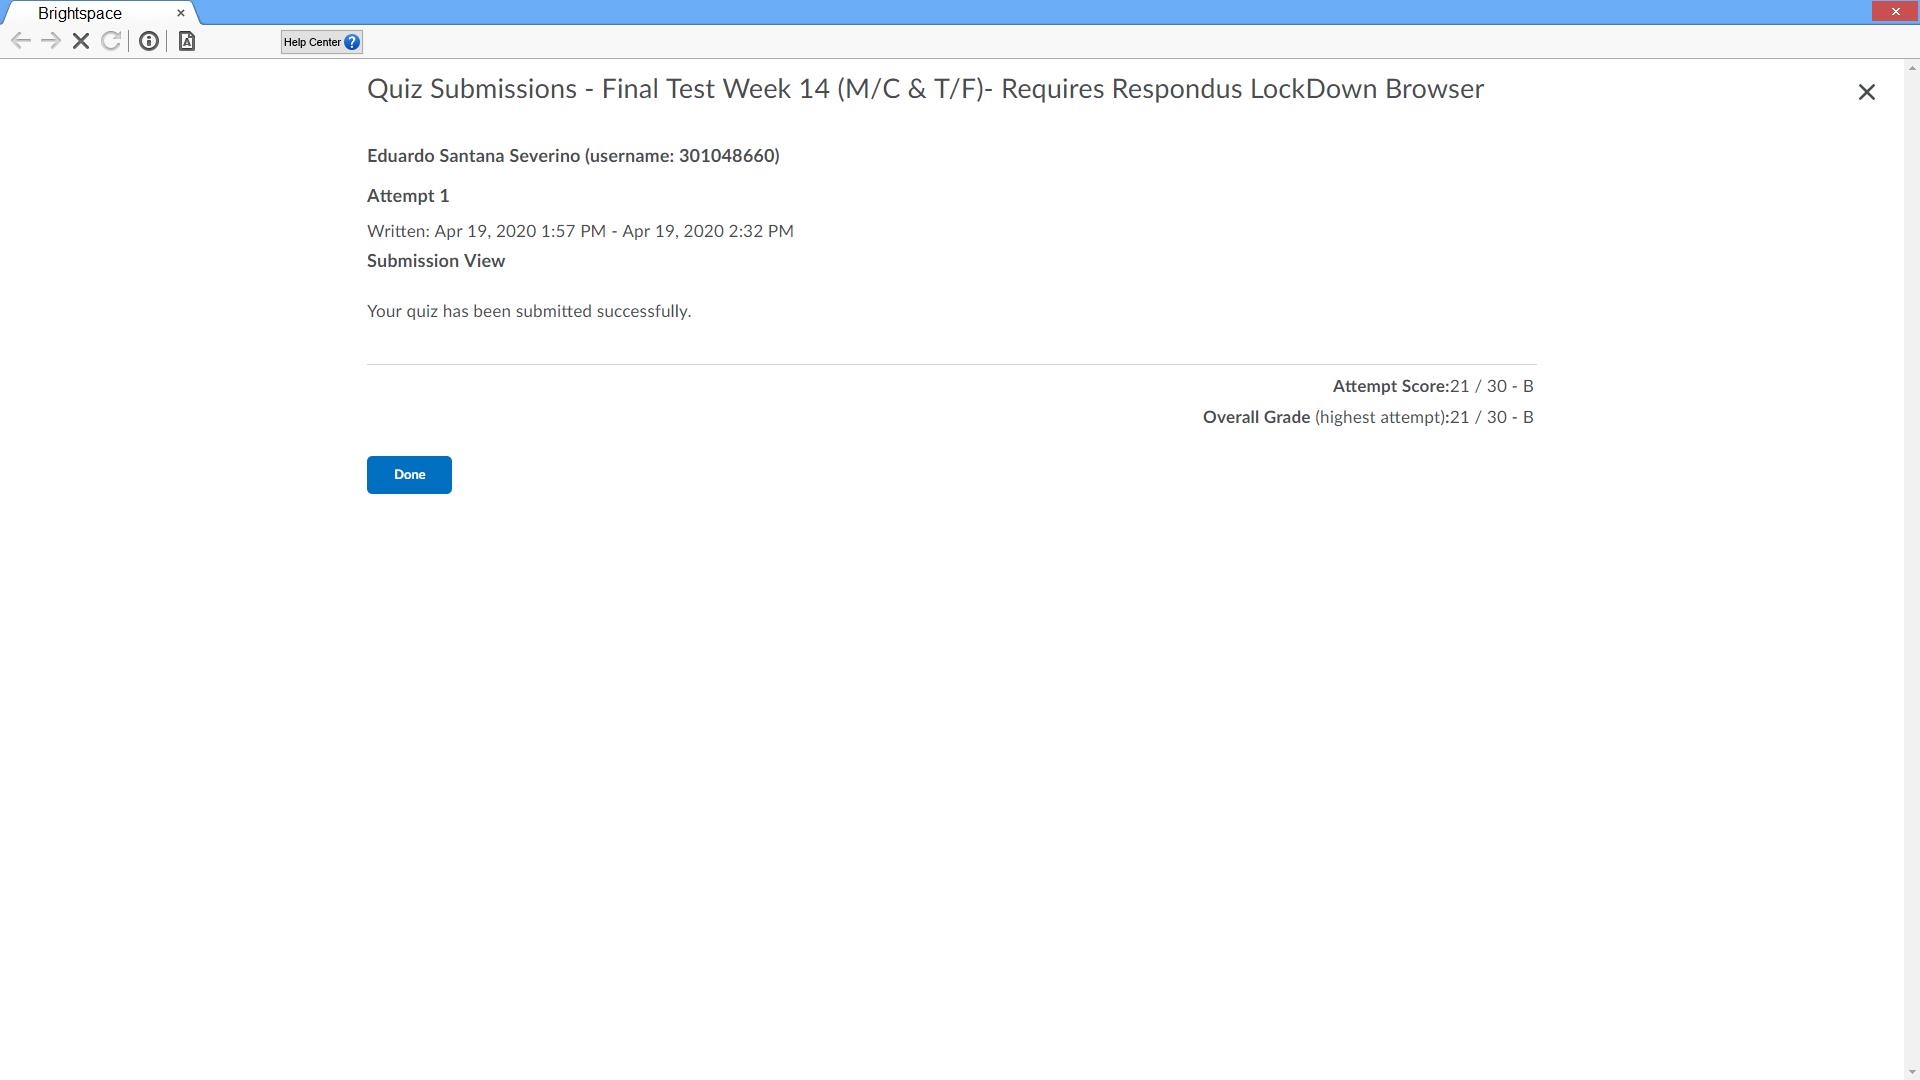 Brightspace
Help Center
Quiz Submissions - Final Test Week 14 (M/C & T/F)- Requires Respondus LockDown Browser
Eduardo Santana Severino (username: 301048660)
Attempt 1
Written: Apr 19, 2020 1:57 PM - Apr 19, 2020 2:32 PM
Submission View
Your quiz has been submitted successfully.
Attempt Score:21 / 30 - B
Overall Grade (highest attempt):21 / 30 - B
Done